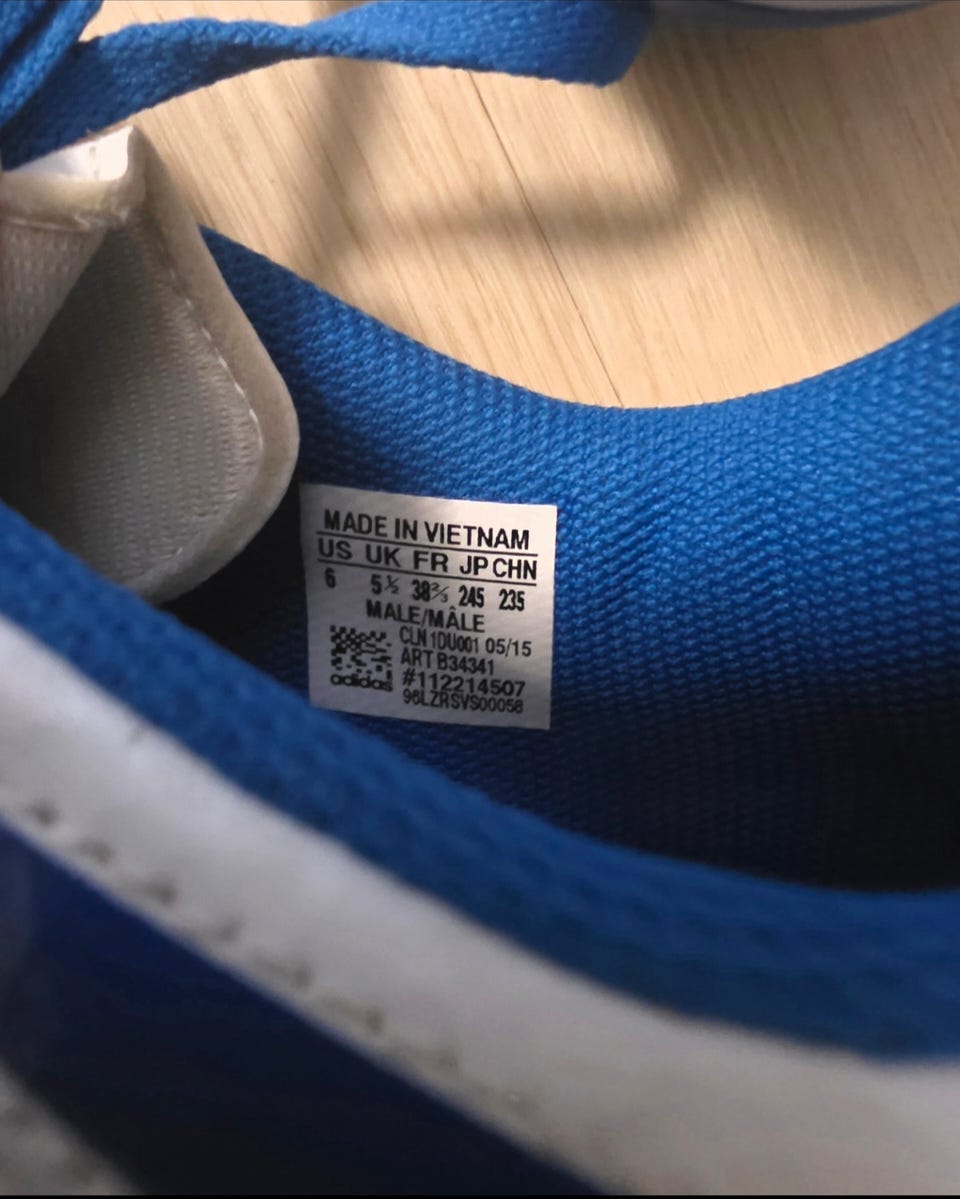 MADE IN VIETNAM
US UK FR JP CHN
6 5½ 38⅔ 245 235
MALE/MÂLE
CLN 1DU001 05/15
ART B34341
#112214507
adidas 96LZRSVS00058